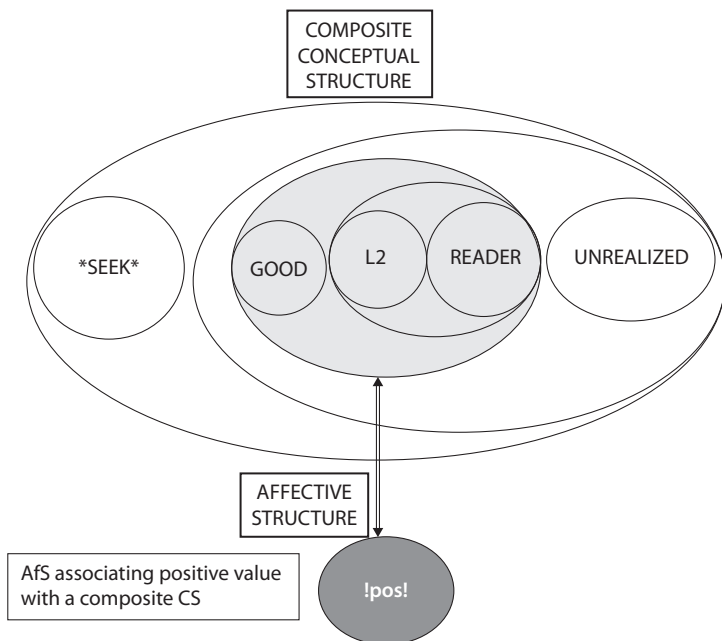 COMPOSITE
CONCEPTUAL
STRUCTURE
*SEEK*
GOOD
L2
READER
UNREALIZED
AFFECTIVE
STRUCTURE
AfS associating positive value
with a composite CS
!pos!